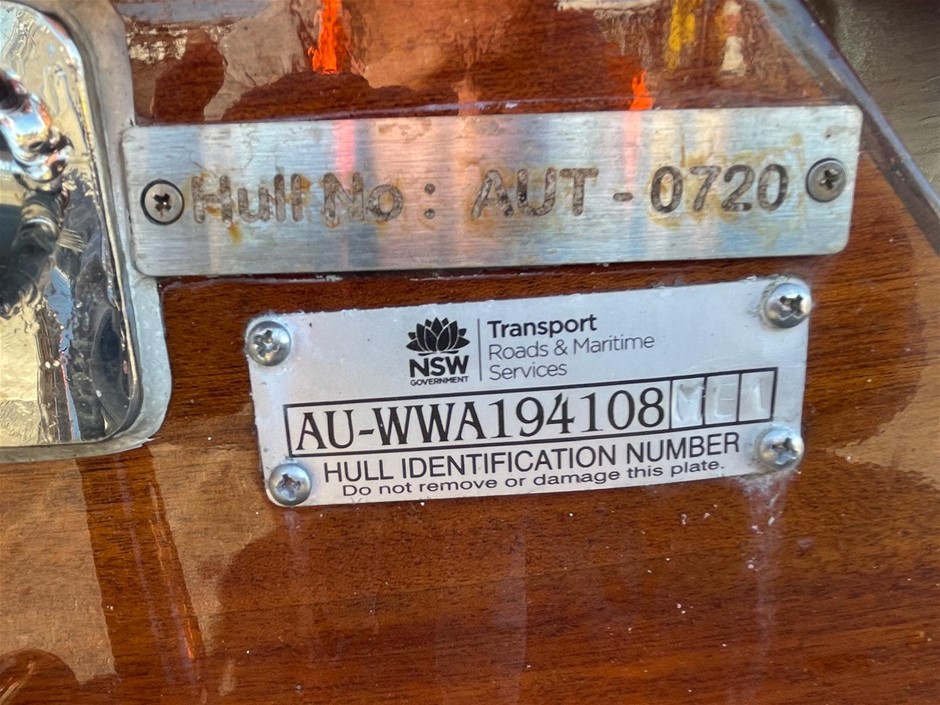 Hull No: AUT-0720
NSW
GOVERNMENT
Transport
Roads & Maritime
Services
AU-WWA194108
HULL IDENTIFICATION NUMBER
Do not remove or damage this plate.